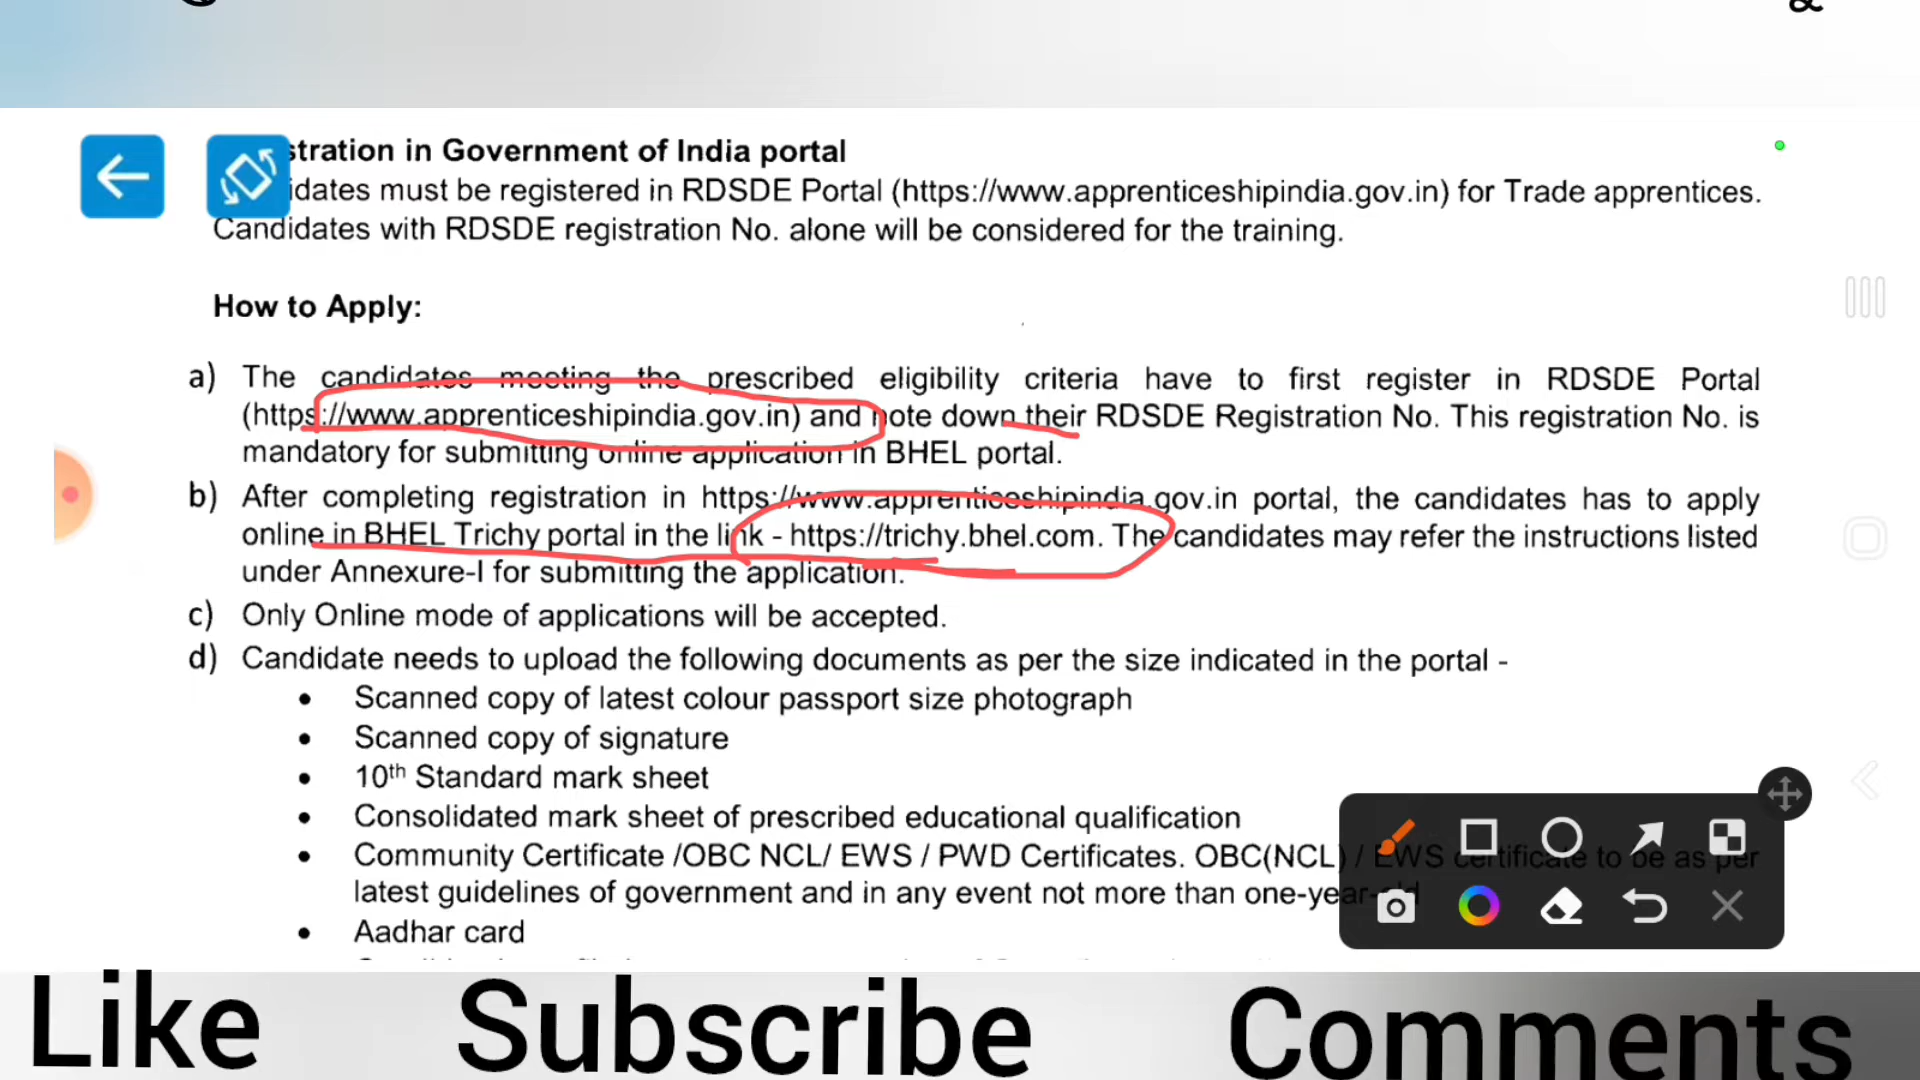 &
stration in Government of India portal
idates must be registered in RDSDE Portal (https://www.apprenticeshipindia.gov.in) for Trade apprentices.
Candidates with RDSDE registration No. alone will be considered for the training.
How to Apply:
a) The candidates meeting the prescribed eligibility criteria have to first register in RDSDE Portal
(https://www.apprenticeshipindia.gov.in) and note down their RDSDE Registration No. This registration No. is
mandatory for submitting online application in BHEL portal.
b) After completing registration in https://www.apprenticeshipindia.gov.in portal, the candidates has to apply
online in BHEL Trichy portal in the link - https://trichy.bhel.com. The candidates may refer the instructions listed
under Annexure-I for submitting the application.
c) Only Online mode of applications will be accepted.
d) Candidate needs to upload the following documents as per the size indicated in the portal -
• Scanned copy of latest colour passport size photograph
• Scanned copy of signature
• 10th Standard mark sheet
• Consolidated mark sheet of prescribed educational qualification
• Community Certificate /OBC NCL/ EWS / PWD Certificates. OBC(NCL) / EWS certificate to be as per
latest guidelines of government and in any event not more than one-year-old
• Aadhar card
Like Subscribe Comments